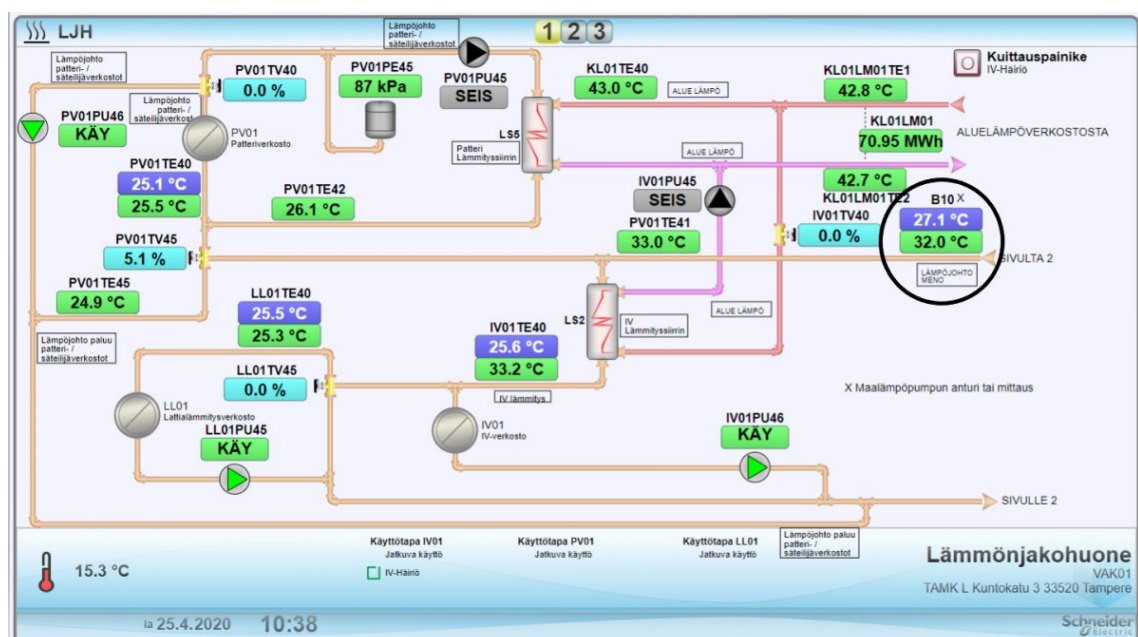 LJH
1 2 3
Lämpöjohto
patteri- /
säteilijäverkostot
Lämpöjohto
patteri- /
säteilijäverkostot
PV01TV40
0.0 %
PV01PE45
87 kPa
PV01PU45
SEIS
KL01TE40
43.0 °C
ALUE LÄMPÖ
KL01LM01TE1
42.8 °C
Kuittauspainike
IV-Häiriö
Lämpöjohto
patteri- /
säteilijäverkostot
PV01PU46
KÄY
PV01
Patteriverkosto
LS5
Patteri
Lämmityssiirrin
ALUE LÄMPÖ
KL01LM01
70.95 MWh
ALUELÄMPÖVERKOSTOSTA
PV01TE40
25.1 °C
25.5 °C
PV01TE42
26.1 °C
IV01PU45
SEIS
42.7 °C
KL01LM01TE2
B10 X
27.1 °C
32.0 °C
PV01TE41
33.0 °C
IV01TV40
0.0 %
PV01TV45
5.1 %
SIVULTA 2
LÄMPÖJOHTO
MENO
PV01TE45
24.9 °C
LL01TE40
25.5 °C
25.3 °C
LS2
IV
Lämmityssiirrin
ALUE LÄMPÖ
IV01TE40
25.6 °C
33.2 °C
Lämpöjohto paluu
patteri- /
säteilijäverkostot
LL01TV45
0.0 %
IV lämmitys
X Maalämpöpumpun anturi tai mittaus
LL01
Lattialämmitysverkosto
LL01PU45
KÄY
IV01
IV-verkosto
IV01PU46
KÄY
SIVULLE 2
15.3 °C
Käyttötapa IV01
Jatkuva käyttö
IV-Häiriö
Käyttötapa PV01
Jatkuva käyttö
Käyttötapa LL01
Jatkuva käyttö
Lämpöjohto paluu
patteri- /
säteilijäverkostot
Lämmönjakohuone
VAK01
TAMK L Kuntokatu 3 33520 Tampere
la 25.4.2020 10:38
Schneider
Electric